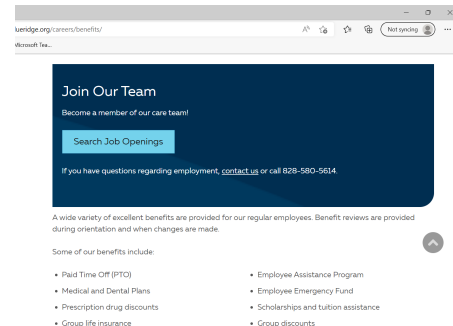 lueridge.org/careers/benefits/
Not syncing
Microsoft Tea...
Join Our Team
Become a member of our care team!
Search Job Openings
If you have questions regarding employment, contact us or call 828-580-5614.
A wide variety of excellent benefits are provided for our regular employees. Benefit reviews are provided
during orientation and when changes are made.
Some of our benefits include:
• Paid Time Off (PTO)
• Medical and Dental Plans
• Prescription drug discounts
• Group life insurance
• Employee Assistance Program
• Employee Emergency Fund
• Scholarships and tuition assistance
• Group discounts